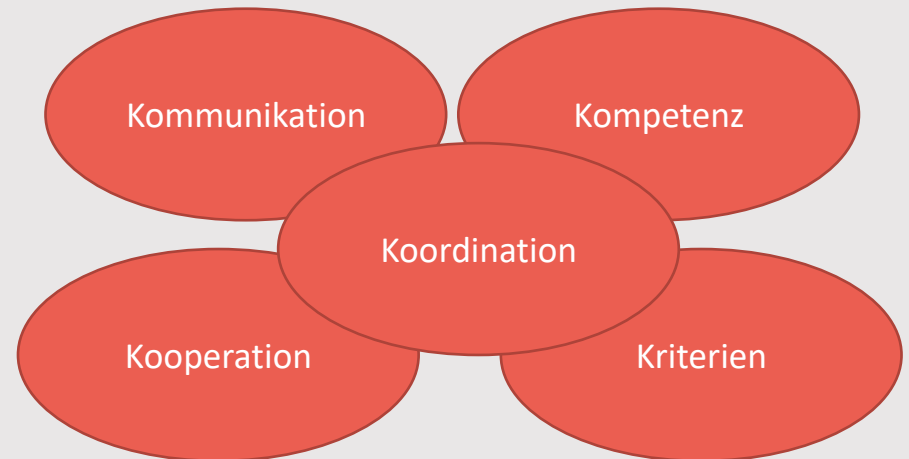 Kommunikation
Kompetenz
Koordination
Kooperation
Kriterien